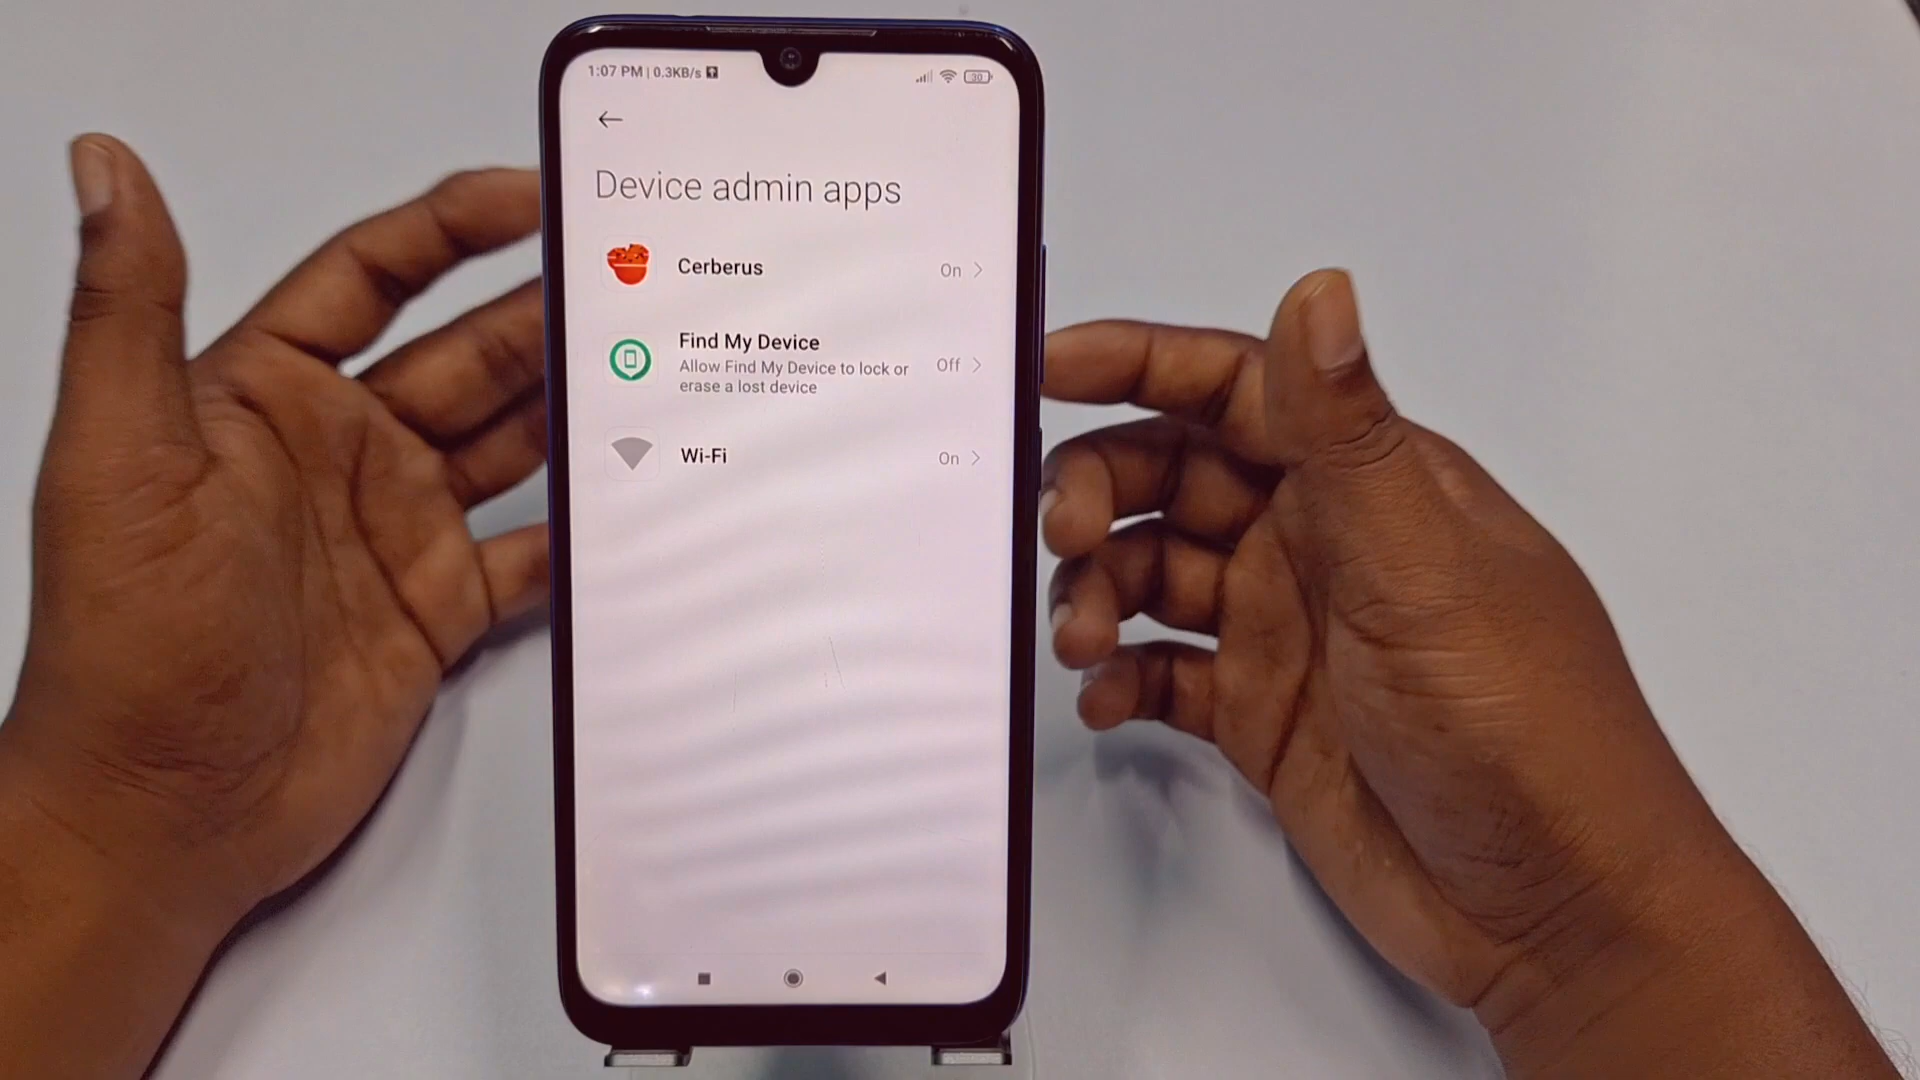 1:07 PM | 0.3KB/s
30
Device admin apps
Cerberus
On
Find My Device
Allow Find My Device to lock or
erase a lost device
Off
Wi-Fi
On